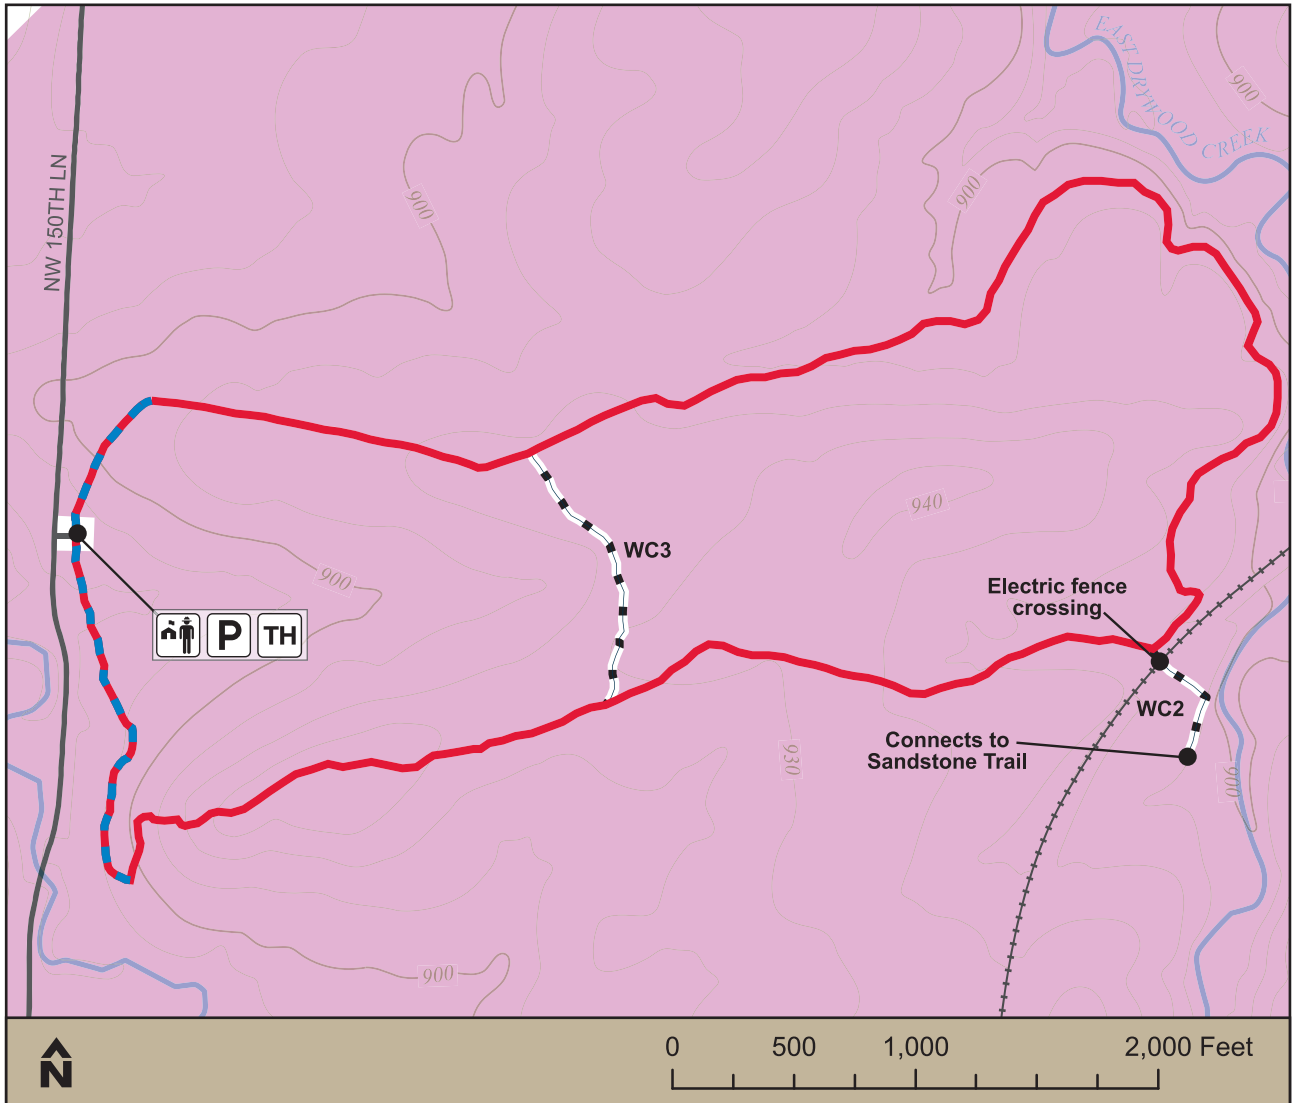 EAST DRYWOOD CREEK
900
900
900
NW 150TH LN
940
WC3
900
P
TH
Electric fence
crossing
WC2
Connects to
Sandstone Trail
930
900
900
N
0 500 1,000 2,000 Feet